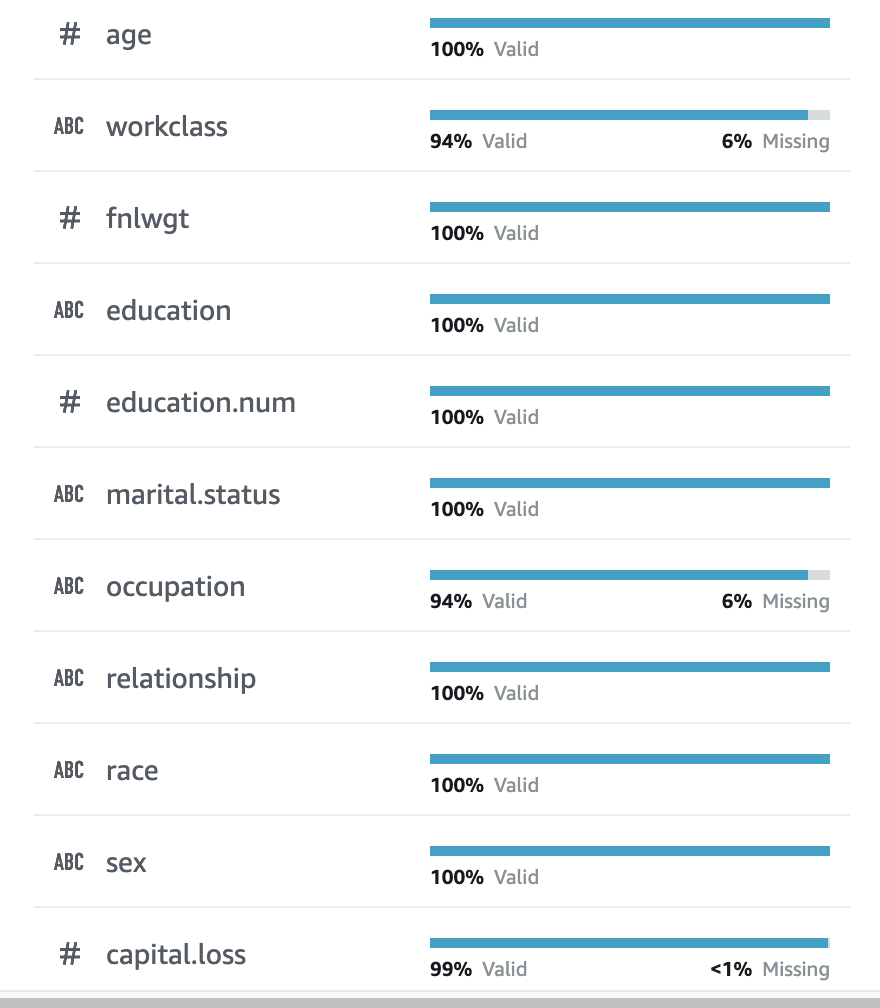 # age
100% Valid
ABC workclass
94% Valid 6% Missing
# fnlwgt
100% Valid
ABC education
100% Valid
# education.num
100% Valid
ABC marital.status
100% Valid
ABC occupation
94% Valid 6% Missing
ABC relationship
100% Valid
ABC race
100% Valid
ABC sex
100% Valid
# capital.loss
99% Valid <1% Missing